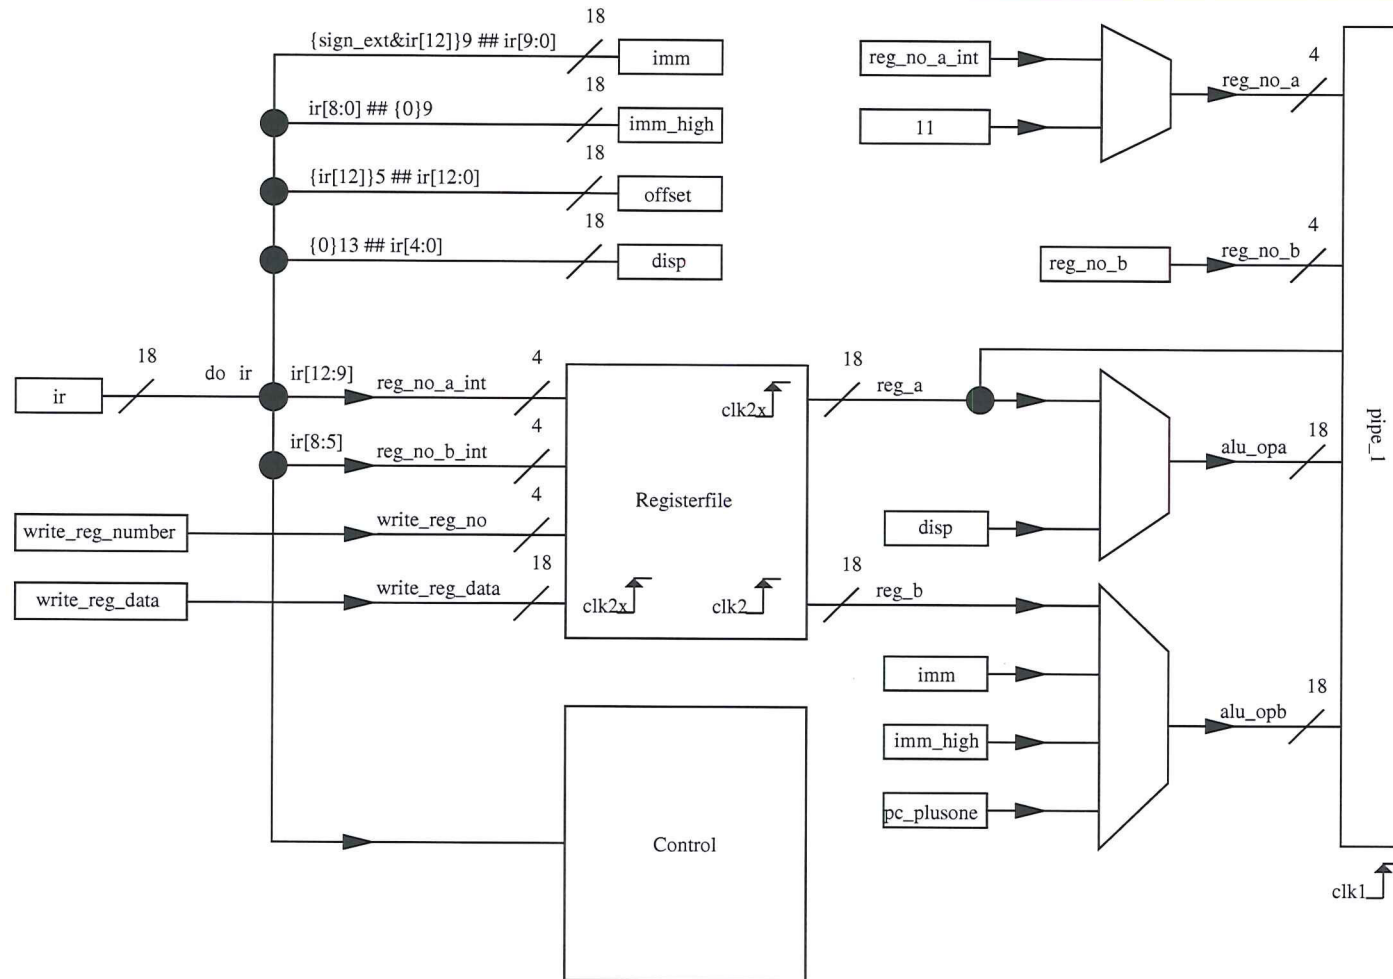 18
{sign_ext&ir[12]}9 ## ir[9:0]
imm
18
ir[8:0] ## {0}9
imm_high
18
{ir[12]}5 ## ir[12:0]
offset
18
{0}13 ## ir[4:0]
disp
reg_no_a_int
11
4
reg_no_a
4
reg_no_b
reg_no_b
18
ir
do ir
ir[12:9]
reg_no_a_int
4
ir[8:5]
reg_no_b_int
4
write_reg_number
write_reg_no
4
write_reg_data
write_reg_data
18
clk2x
Registerfile
clk2x
clk2
18
reg_a
disp
18
alu_opa
pipe_1
18
reg_b
imm
imm_high
pc_plusone
18
alu_opb
Control
clk1